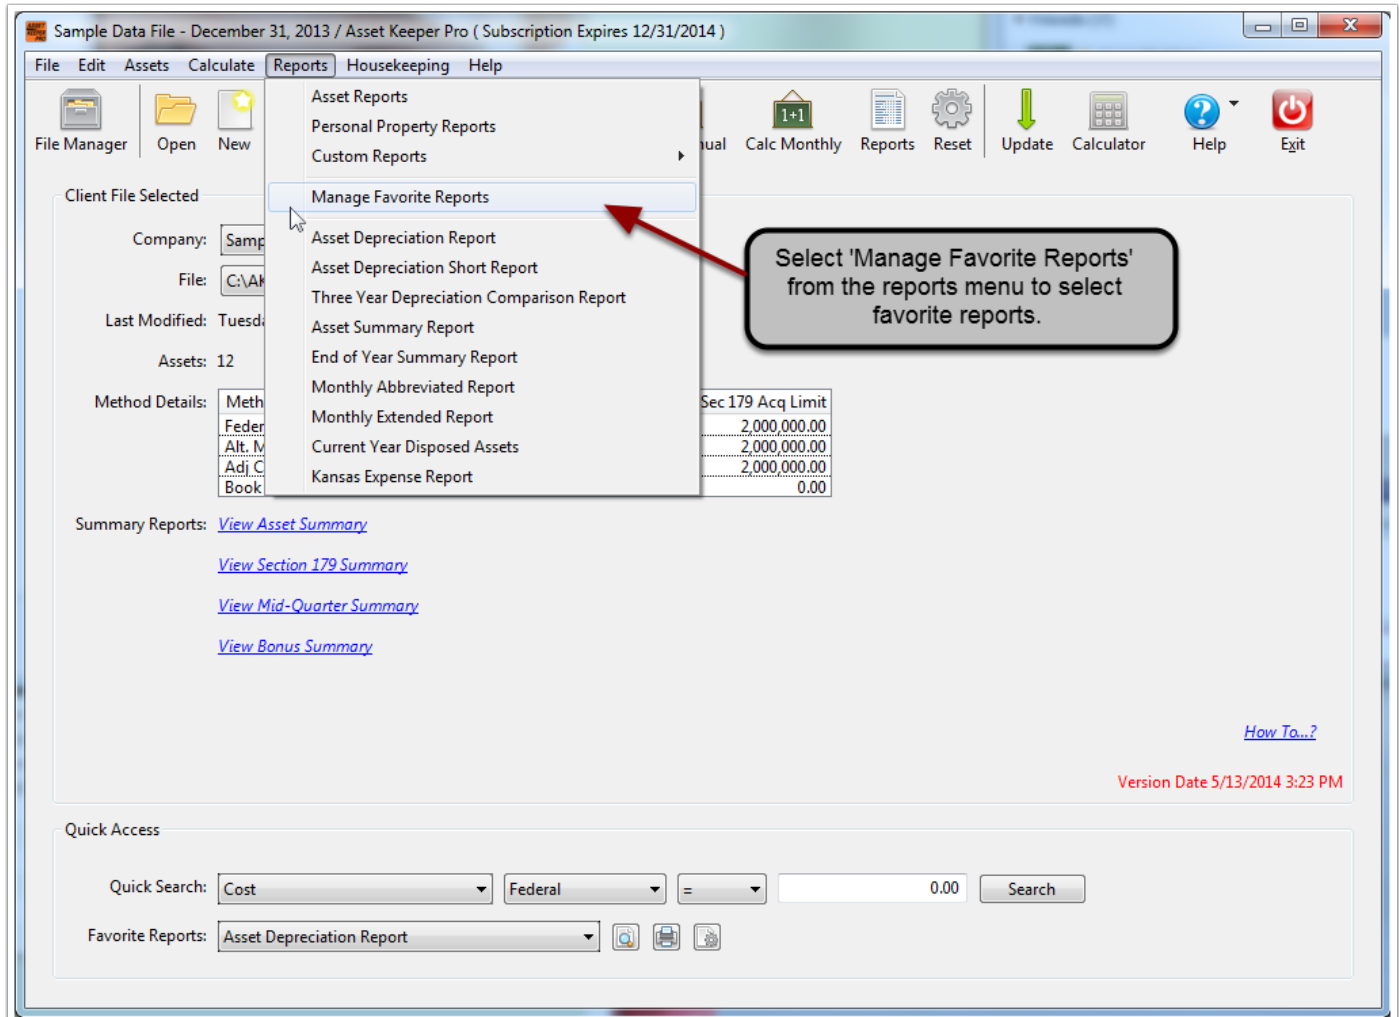 Sample Data File - December 31, 2013 / Asset Keeper Pro ( Subscription Expires 12/31/2014 )
File Edit Assets Calculate Reports Housekeeping Help
File Manager Open New Calc Monthly Reports Reset Update Calculator Help Exit
Asset Reports
Personal Property Reports
Custom Reports
Manage Favorite Reports
Asset Depreciation Report
Asset Depreciation Short Report
Three Year Depreciation Comparison Report
Asset Summary Report
End of Year Summary Report
Monthly Abbreviated Report
Monthly Extended Report
Current Year Disposed Assets
Kansas Expense Report
Select 'Manage Favorite Reports'
from the reports menu to select
favorite reports.
Client File Selected
Company: Samp
File: C:\AK
Last Modified: Tuesda
Assets: 12
Method Details: Meth Sec 179 Acq Limit
Feder 2,000,000.00
Alt. M 2,000,000.00
Adj C 2,000,000.00
Book 0.00
Summary Reports: View Asset Summary
View Section 179 Summary
View Mid-Quarter Summary
View Bonus Summary
How To...?
Version Date 5/13/2014 3:23 PM
Quick Access
Quick Search: Cost Federal = 0.00 Search
Favorite Reports: Asset Depreciation Report